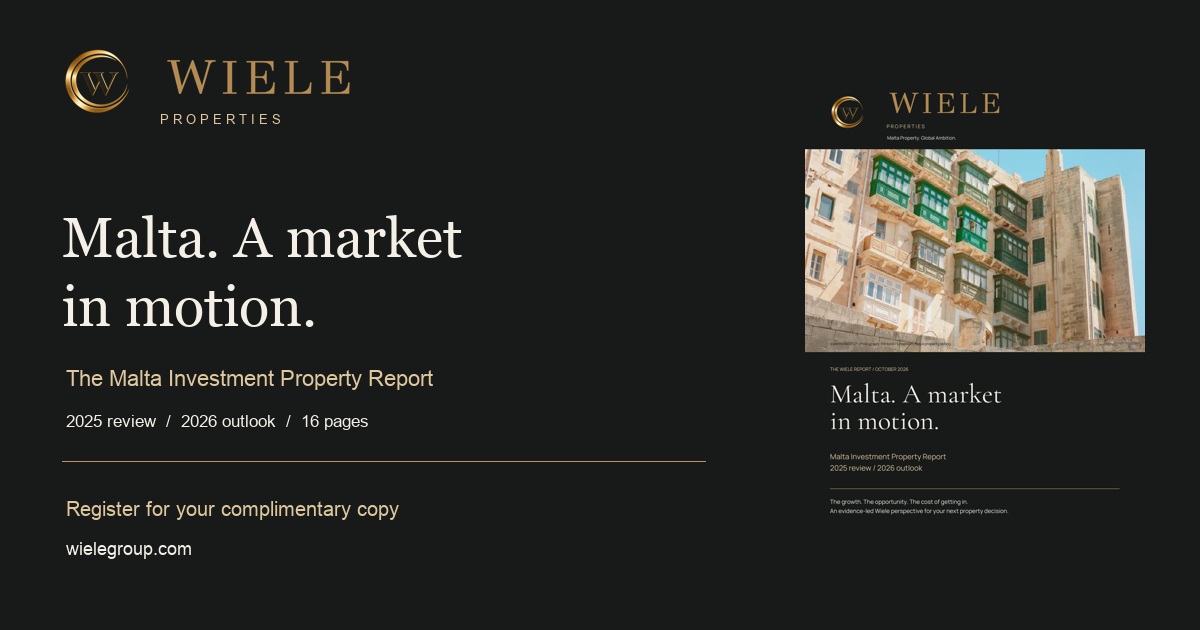 W
WIELE
PROPERTIES
Malta. A market
in motion.
The Malta Investment Property Report
2025 review / 2026 outlook / 16 pages
Register for your complimentary copy
wielegroup.com
W
WIELE
PROPERTIES
Malta Property. Global Ambition.
THE WIELE REPORT / OCTOBER 2026
Malta. A market
in motion.
Malta Investment Property Report
2025 review / 2026 outlook
The growth. The opportunity. The cost of getting in.
An evidence-led Wiele perspective for your next property decision.